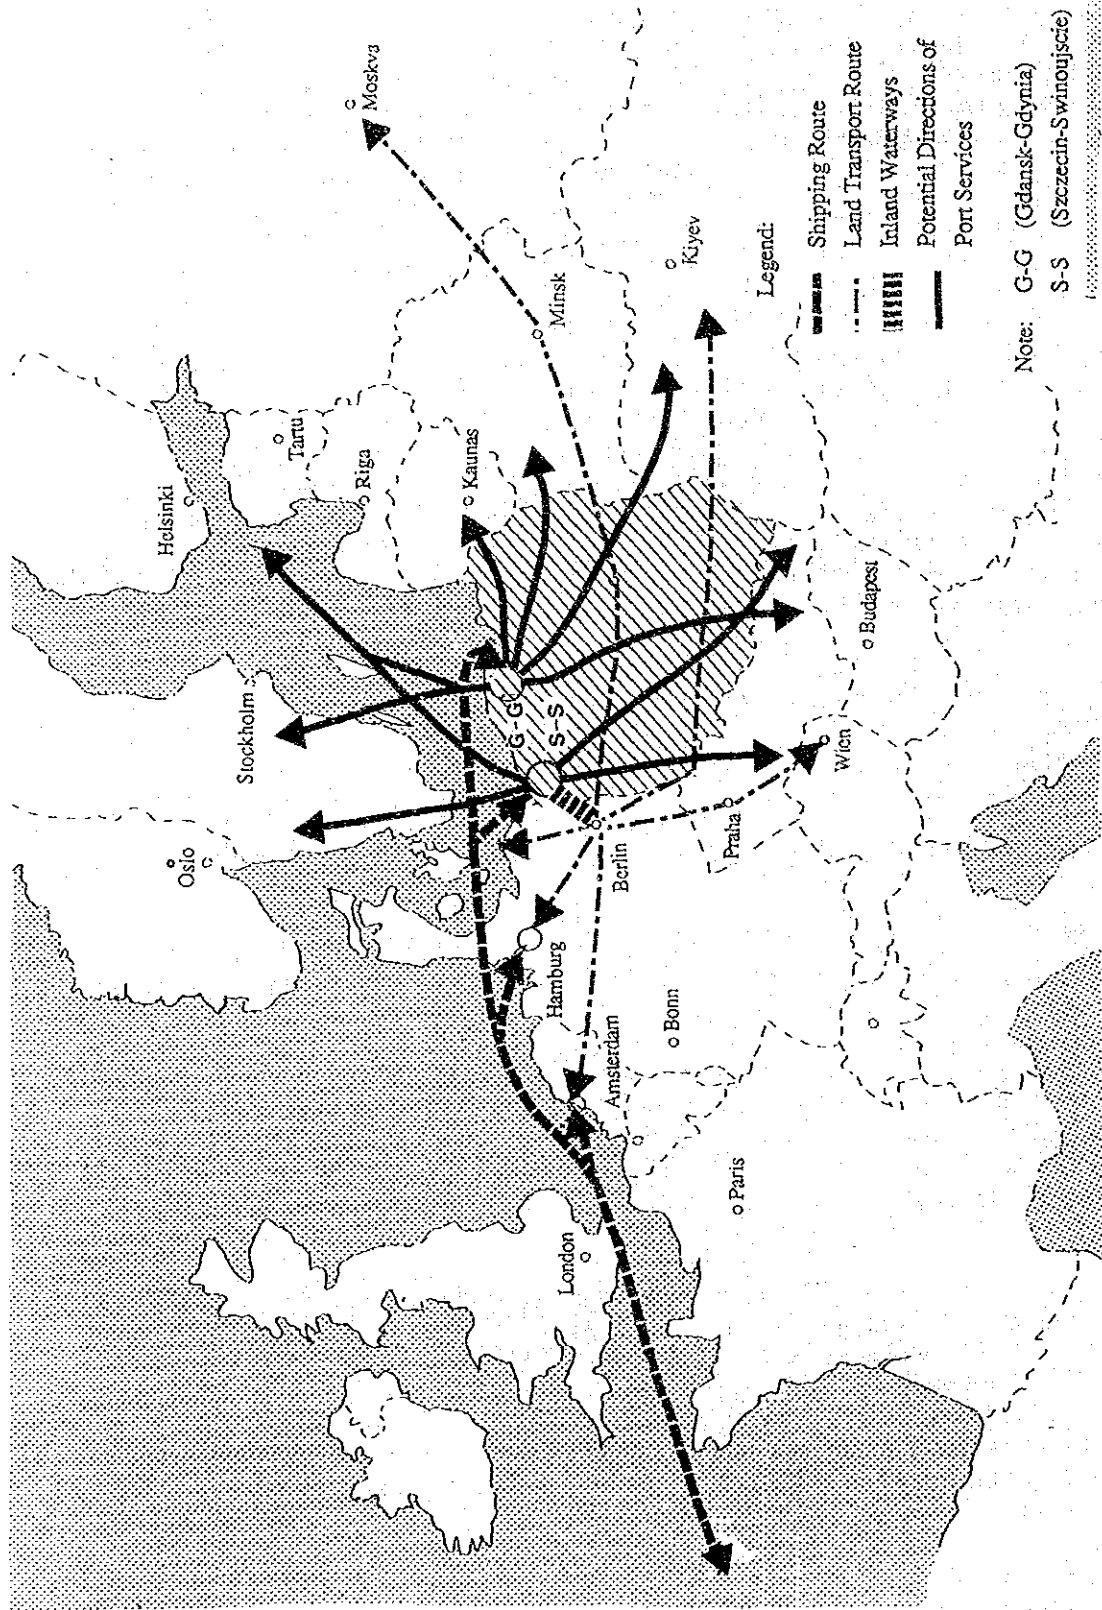 Moskva
Helsinki
Tartu
Riga
Kaunas
Minsk
Kiyev
Stockholm
Oslo
G-G
S-S
Berlin
Hamburg
Amsterdam
Bonn
London
Paris
Praha
Wien
Budapest
Legend:
Shipping Route
Land Transport Route
Inland Waterways
Potential Directions of
Port Services
Note: G-G (Gdansk-Gdynia)
S-S (Szczecin-Swinoujscie)